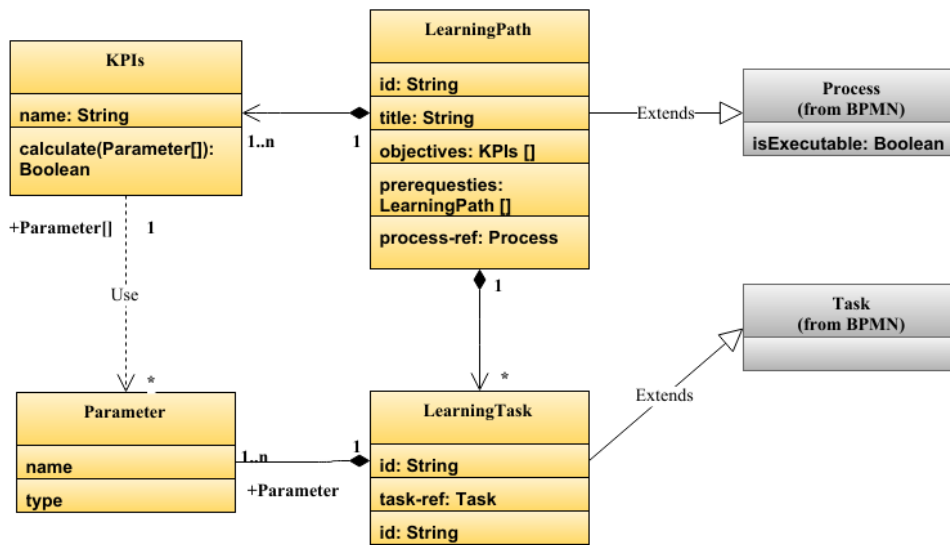 KPIs
name: String
calculate(Parameter[]):
Boolean
LearningPath
id: String
title: String
objectives: KPIs []
prerequesties:
LearningPath []
process-ref: Process
Process
(from BPMN)
isExecutable: Boolean
1..n
1
Extends
+Parameter[]
1
Use
*
1
*
Task
(from BPMN)
Extends
Parameter
name
type
1..n
1
+Parameter
LearningTask
id: String
task-ref: Task
id: String